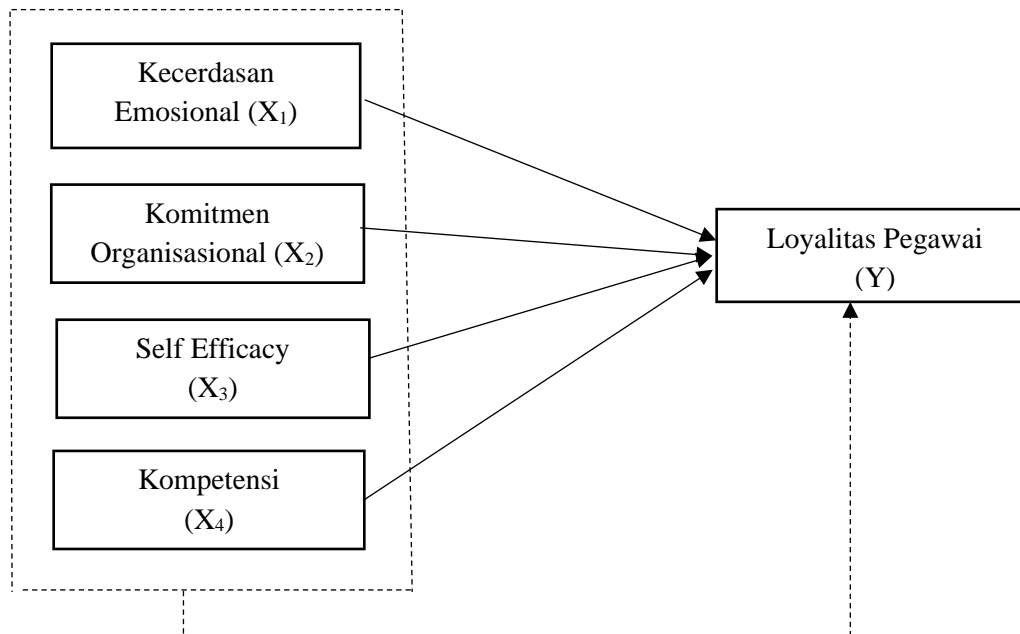 Kecerdasan
Emosional (X₁)
Komitmen
Organisasional (X₂)
Self Efficacy
(X₃)
Kompetensi
(X₄)
Loyalitas Pegawai
(Y)